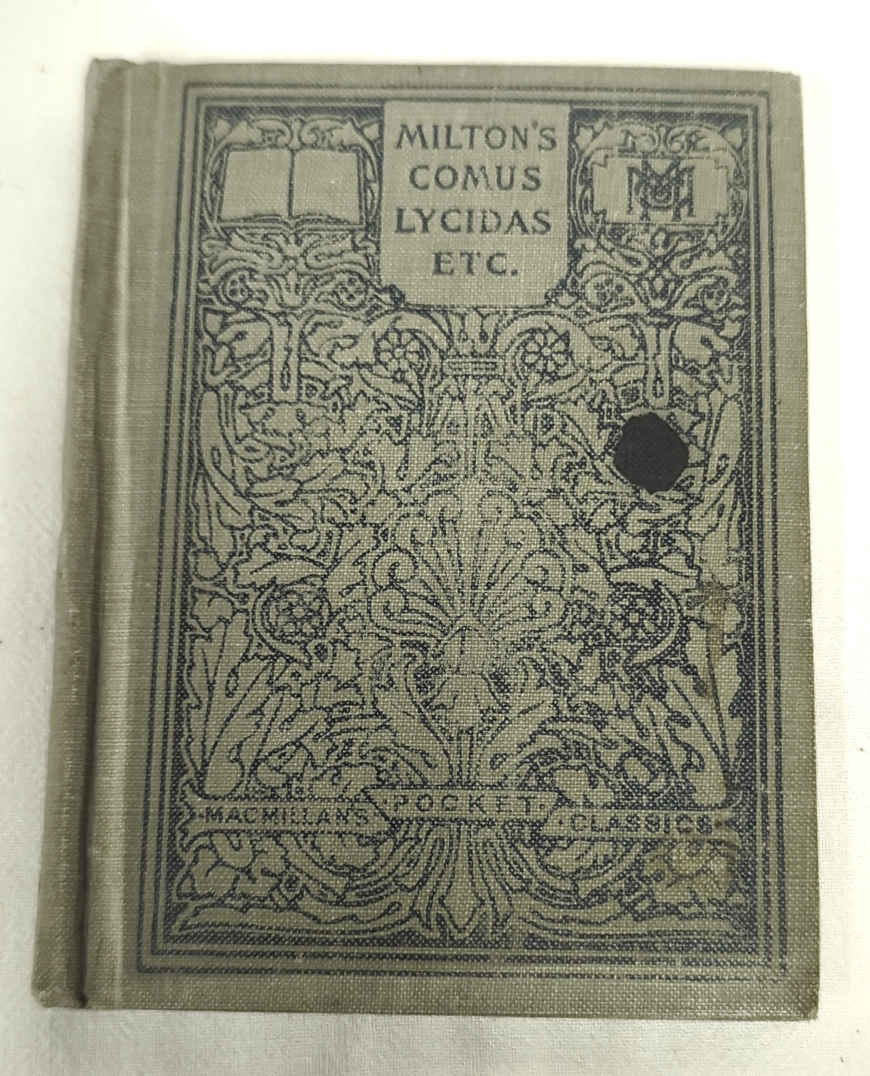 MILTON'S
COMUS
LYCIDAS
ETC.
·MACMILLAN'S· POCKET· ·CLASSICS·